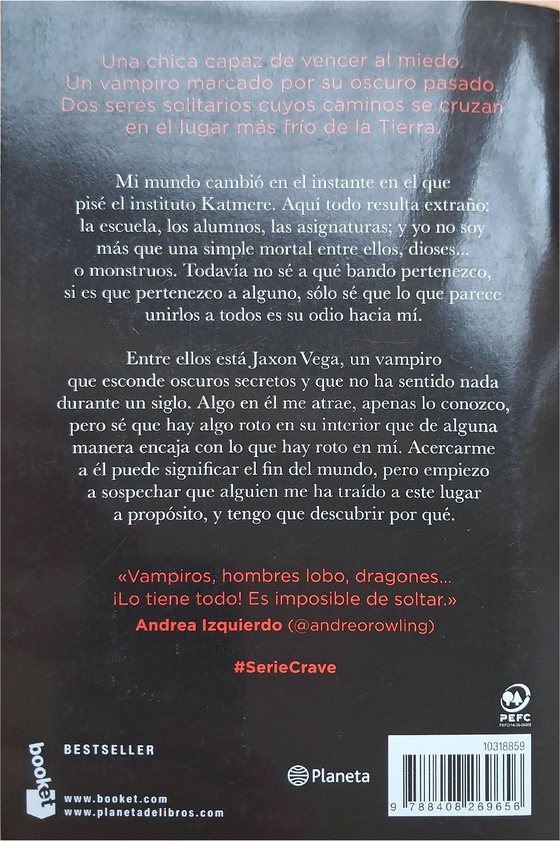 Una chica capaz de vencer al miedo.
Un vampiro marcado por su oscuro pasado.
Dos seres solitarios cuyos caminos se cruzan
en el lugar más frío de la Tierra.
Mi mundo cambió en el instante en el que
pisé el instituto Katmere. Aquí todo resulta extraño:
la escuela, los alumnos, las asignaturas; y yo no soy
más que una simple mortal entre ellos, dioses...
o monstruos. Todavía no sé a qué bando pertenezco,
si es que pertenezco a alguno, sólo sé que lo que parece
unirlos a todos es su odio hacia mí.
Entre ellos está Jaxon Vega, un vampiro
que esconde oscuros secretos y que no ha sentido nada
durante un siglo. Algo en él me atrae, apenas lo conozco,
pero sé que hay algo roto en su interior que de alguna
manera encaja con lo que hay roto en mí. Acercarme
a él puede significar el fin del mundo, pero empiezo
a sospechar que alguien me ha traído a este lugar
a propósito, y tengo que descubrir por qué.
«Vampiros, hombres lobo, dragones...
¡Lo tiene todo! Es imposible de soltar.»
Andrea Izquierdo (@andreorowling)
#SerieCrave
PEFC
booket
BESTSELLER
www.booket.com
www.planetadelibros.com
Planeta
10318859
9 788408 269656